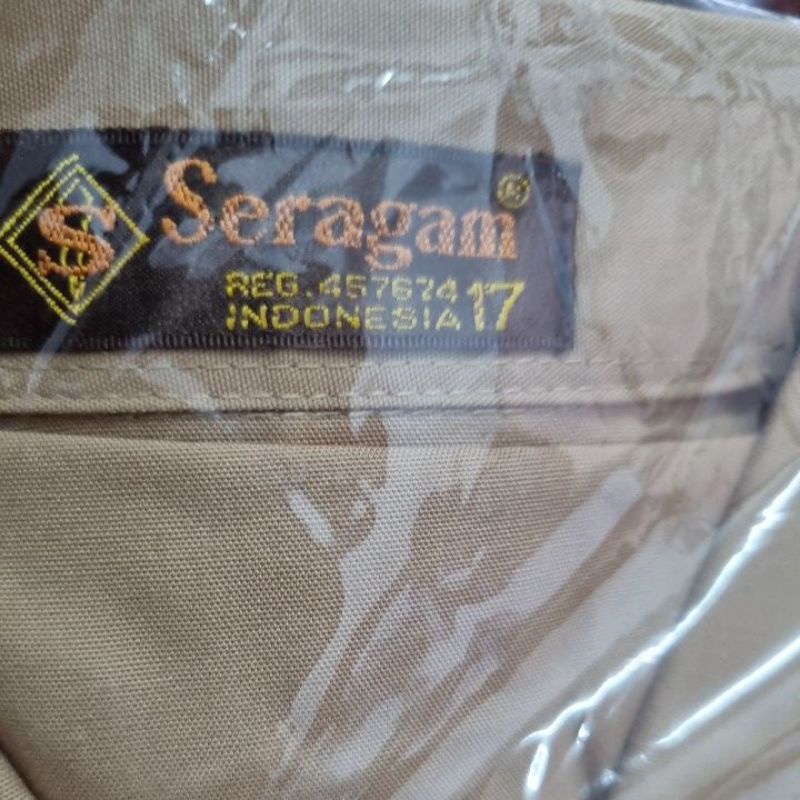 S Seragam ®
REG. 457674
INDONESIA 17